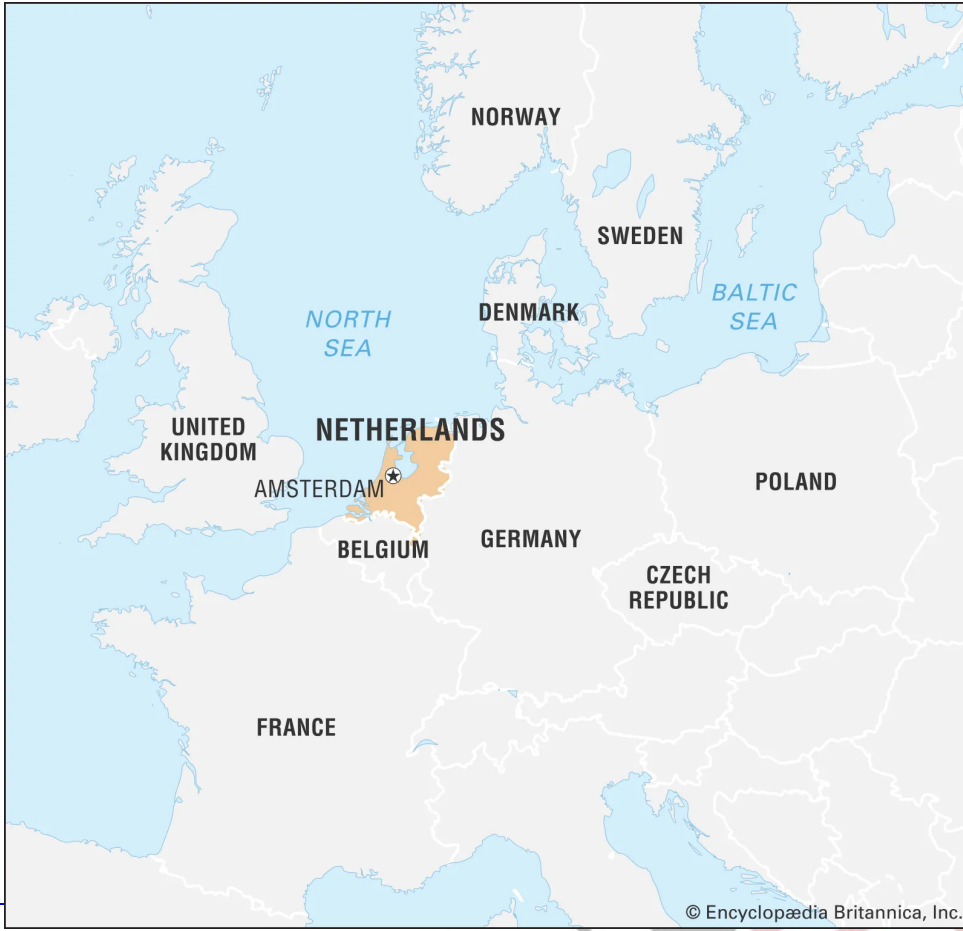 NORWAY
SWEDEN
BALTIC
SEA
DENMARK
NORTH
SEA
UNITED
KINGDOM
NETHERLANDS
AMSTERDAM
POLAND
BELGIUM
GERMANY
CZECH
REPUBLIC
FRANCE
© Encyclopædia Britannica, Inc.